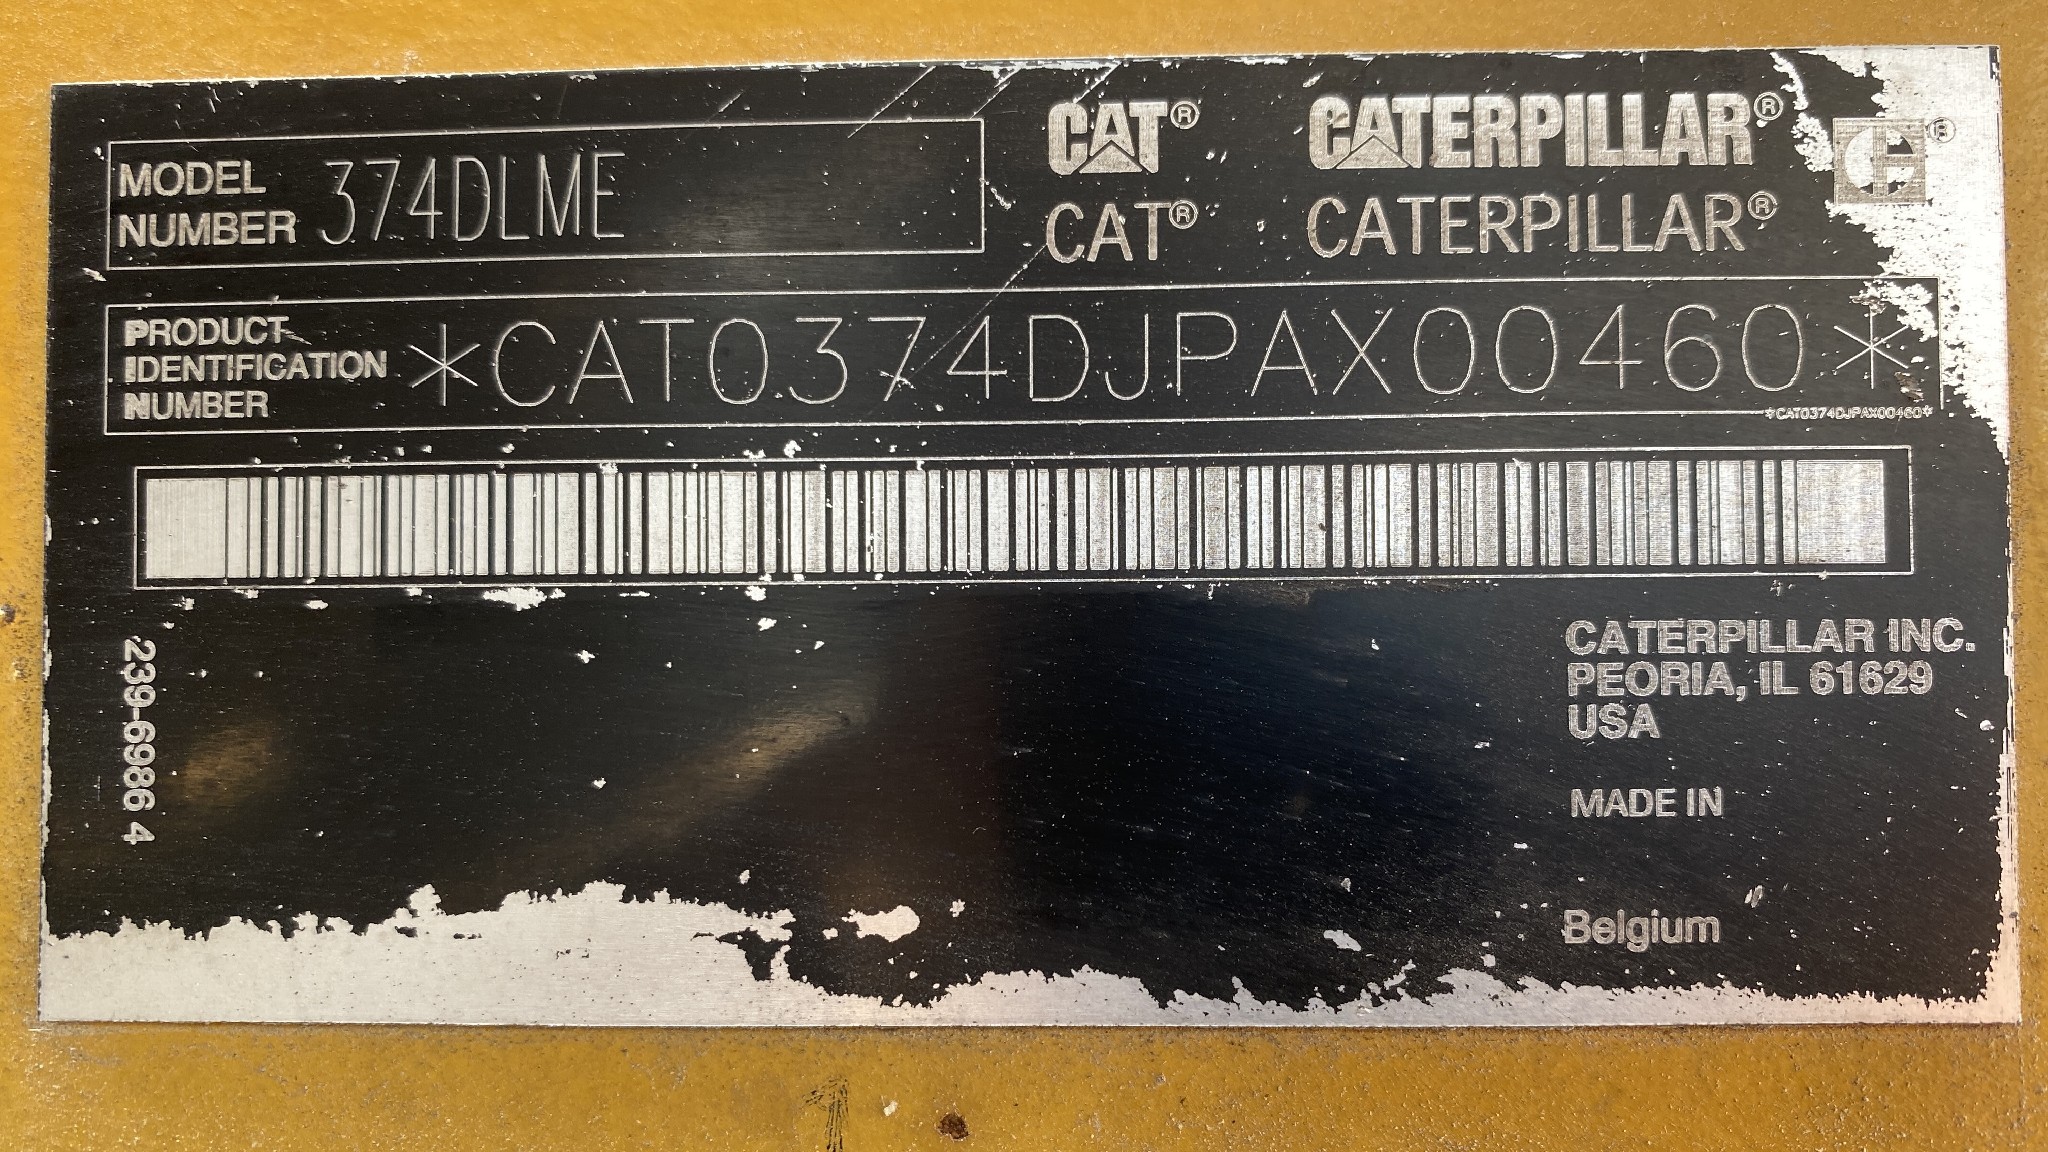 MODEL NUMBER 374DLME
CAT® CATERPILLAR® C®
CAT® CATERPILLAR®
PRODUCT IDENTIFICATION NUMBER *CAT0374DJPAX00460*
*CAT0374DJPAX00460*
239-6986 4
CATERPILLAR INC.
PEORIA, IL 61629
USA
MADE IN
Belgium